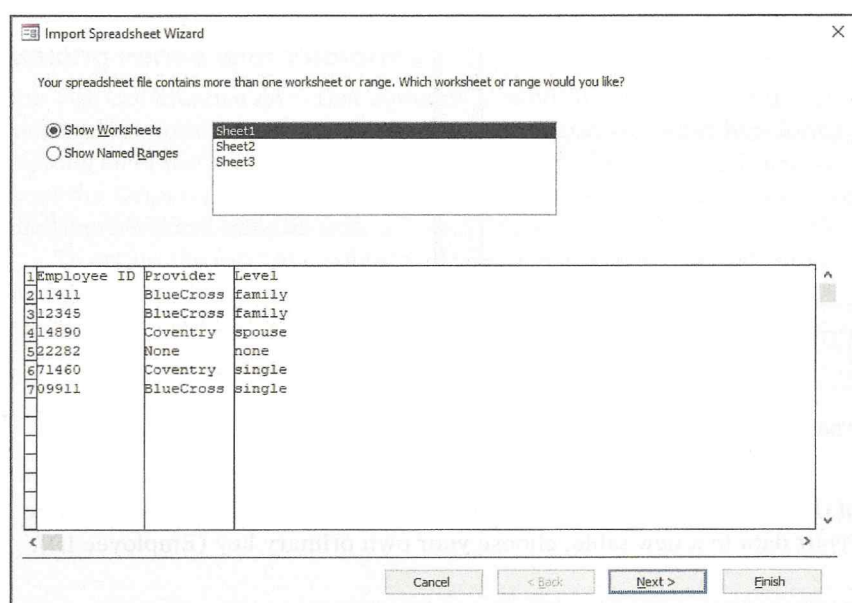 Import Spreadsheet Wizard
Your spreadsheet file contains more than one worksheet or range. Which worksheet or range would you like?
Show Worksheets
Show Named Ranges
Sheet1
Sheet2
Sheet3
1 Employee ID Provider Level
2 11411 BlueCross family
3 12345 BlueCross family
4 14890 Coventry spouse
5 22282 None none
6 71460 Coventry single
7 09911 BlueCross single
Cancel < Back Next > Finish